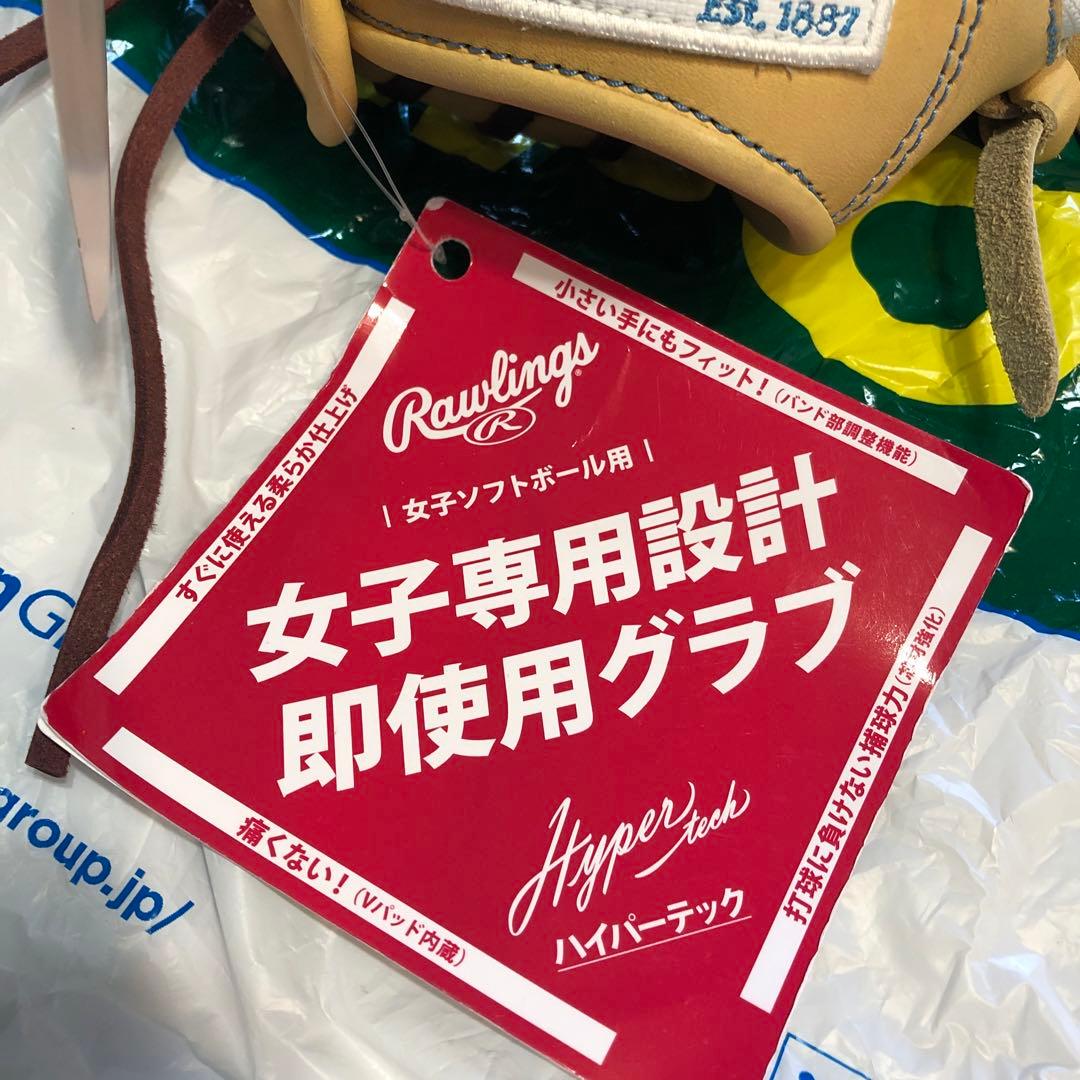 Est. 1887
小さい手にもフィット！（バンド部調整機能）
すぐに使える柔らか仕上げ
Rawlings
R
| 女子ソフトボール用 |
女子専用設計
即使用グラブ
Hyper tech
ハイパーテック
打球に負けない捕球力（芯材強化）
痛くない！（Vパッド内蔵）
group.jp/